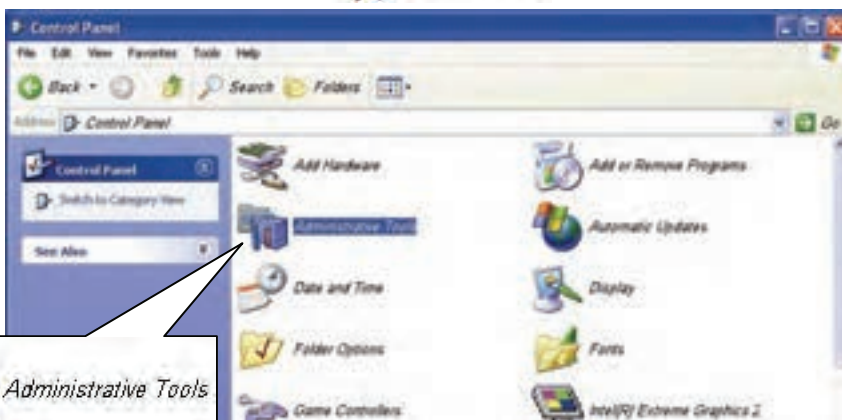 Control Panel
File Edit View Favorites Tools Help
Back Search Folders
Address Control Panel Go
Control Panel
Switch to Category View
See Also
Add Hardware Add or Remove Programs
Administrative Tools Automatic Updates
Date and Time Display
Folder Options Fonts
Game Controllers Intel(R) Extreme Graphics 2
Administrative Tools